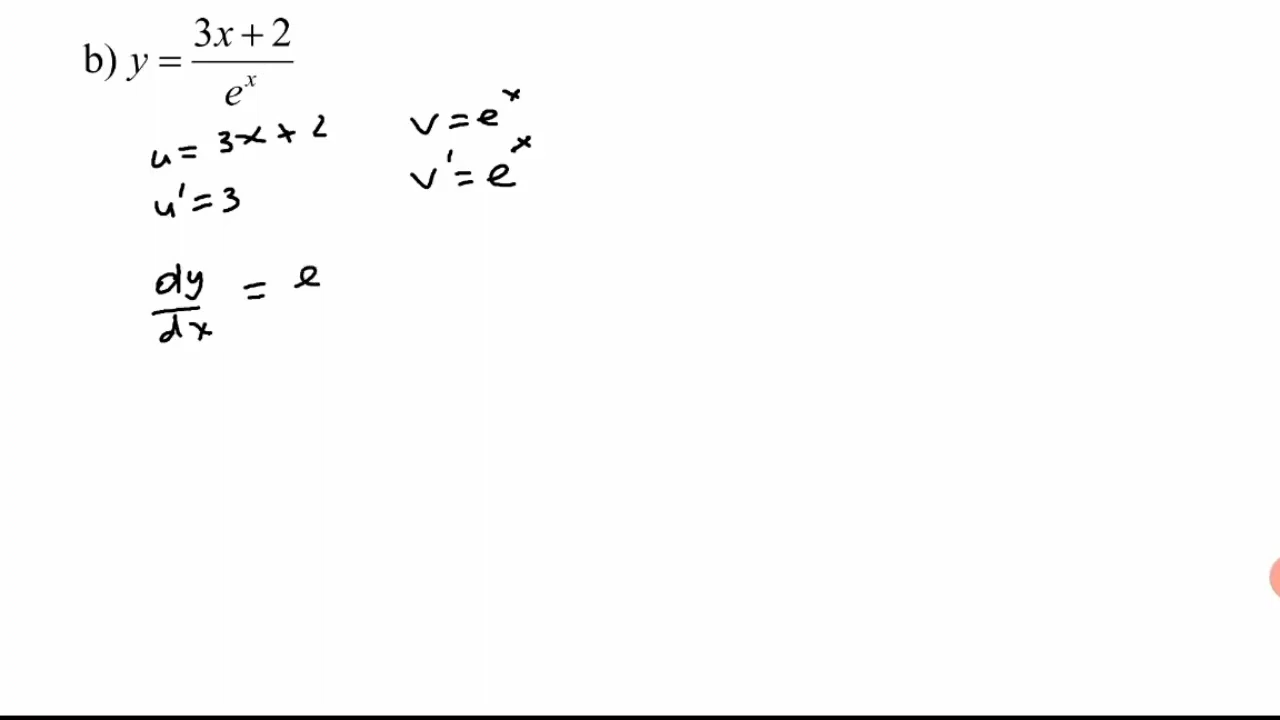 b) y = (3x + 2)/e^x
u = 3x + 2
v = e^x
u' = 3
v' = e^x
dy/dx = e